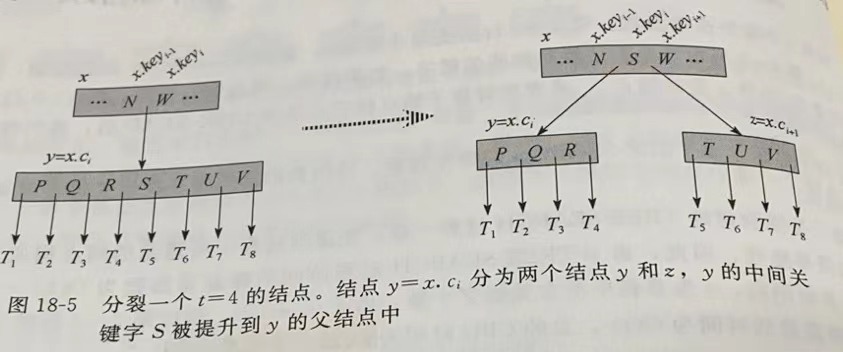 x x.key_{i-1} x.key_i
… N W …
y=x.c_i
P Q R S T U V
T_1 T_2 T_3 T_4 T_5 T_6 T_7 T_8
x x.key_{i-1} x.key_i x.key_{i+1}
… N S W …
y=x.c_i z=x.c_{i+1}
P Q R T U V
T_1 T_2 T_3 T_4 T_5 T_6 T_7 T_8
图 18-5 分裂一个 t=4 的结点。结点 y=x.c_i 分为两个结点 y 和 z，y 的中间关
键字 S 被提升到 y 的父结点中